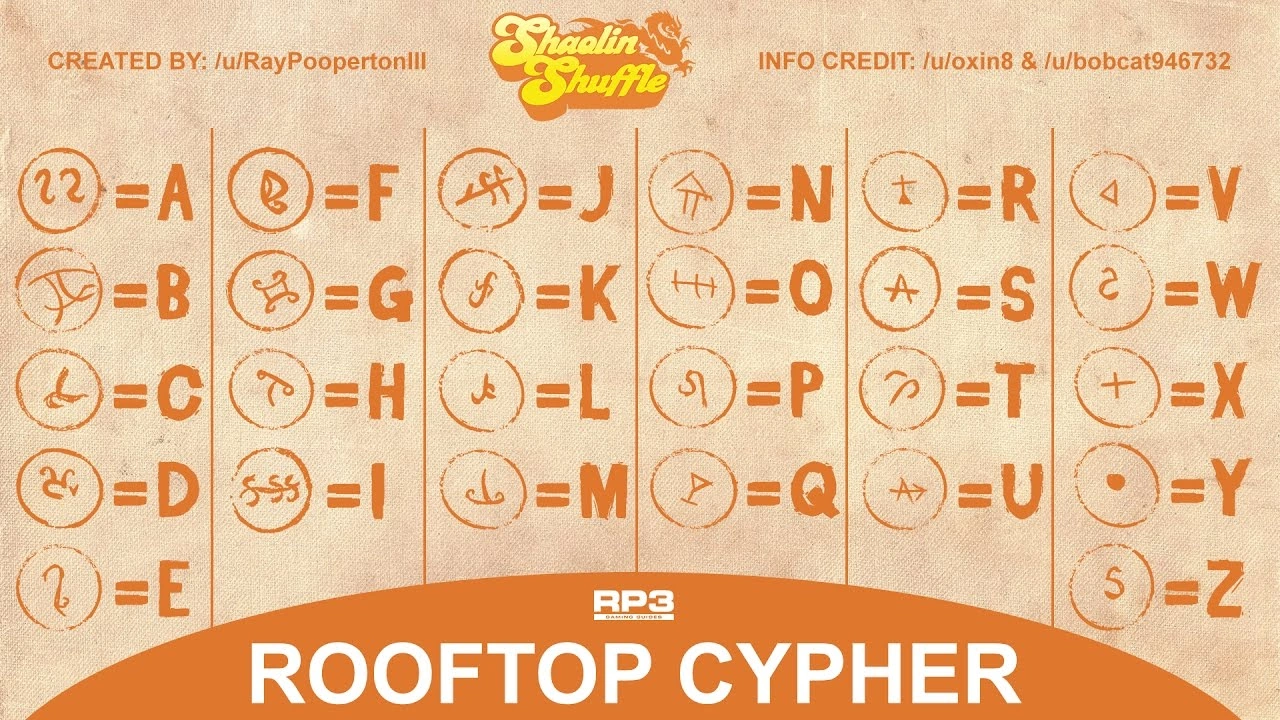 CREATED BY: /u/RayPoopertonIII
Shaolin
Shuffle
INFO CREDIT: /u/oxin8 & /u/bobcat946732
=A
=B
=C
=D
=E
=F
=G
=H
=I
=J
=K
=L
=M
=N
=O
=P
=Q
=R
=S
=T
=U
=V
=W
=X
=Y
=Z
RP3
GAMING GUIDES
ROOFTOP CYPHER